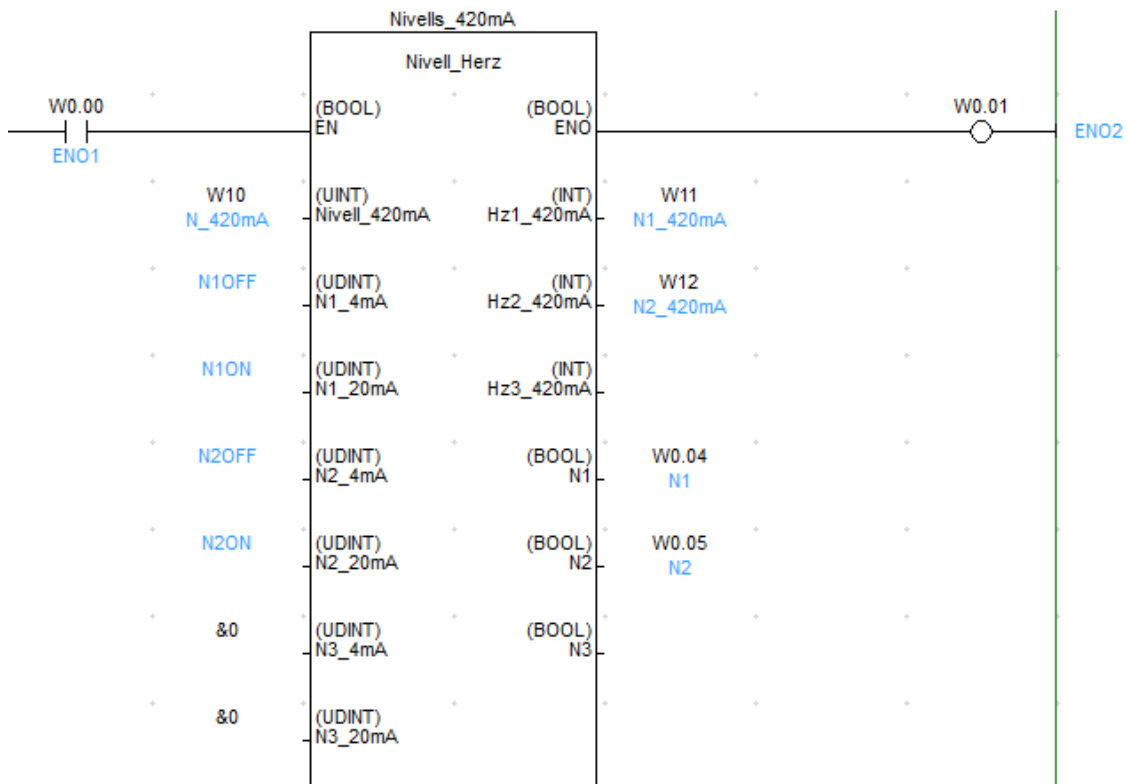 Nivells_420mA
Nivell_Herz
W0.00
(BOOL)
(BOOL)
W0.01
EN
ENO
ENO2
ENO1
W10
(UINT)
(INT)
W11
N_420mA
Nivell_420mA
Hz1_420mA
N1_420mA
N1OFF
(UDINT)
(INT)
W12
N1_4mA
Hz2_420mA
N2_420mA
N1ON
(UDINT)
(INT)
N1_20mA
Hz3_420mA
N2OFF
(UDINT)
(BOOL)
W0.04
N2_4mA
N1
N1
N2ON
(UDINT)
(BOOL)
W0.05
N2_20mA
N2
N2
&0
(UDINT)
(BOOL)
N3_4mA
N3
&0
(UDINT)
N3_20mA